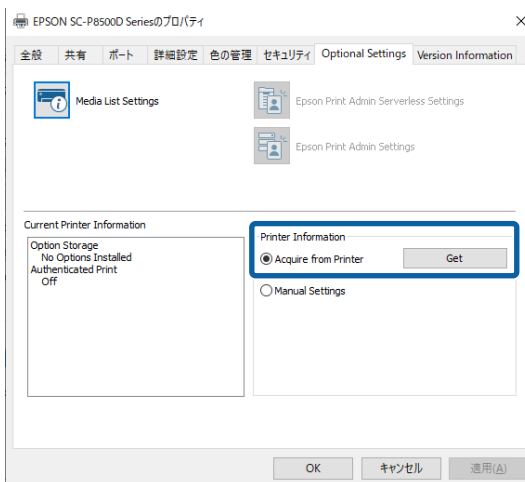 EPSON SC-P8500D Seriesのプロパティ
全般 共有 ポート 詳細設定 色の管理 セキュリティ Optional Settings Version Information
Media List Settings
Epson Print Admin Serverless Settings
Epson Print Admin Settings
Current Printer Information
Option Storage
No Options Installed
Authenticated Print
Off
Printer Information
Acquire from Printer Get
Manual Settings
OK キャンセル 適用(A)